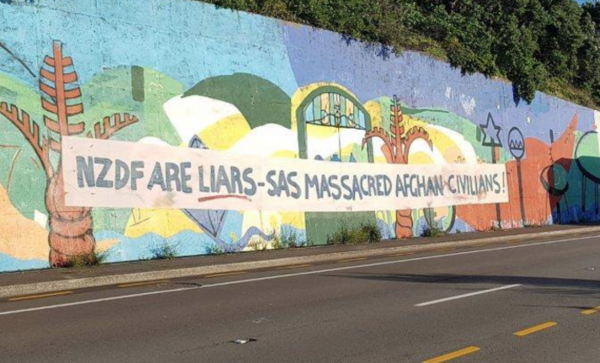 NZDF ARE LIARS - SAS MASSACRED AFGHAN CIVILIANS!